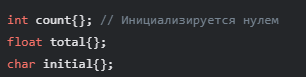 int count{}; // Инициализируется нулем
float total{};
char initial{};